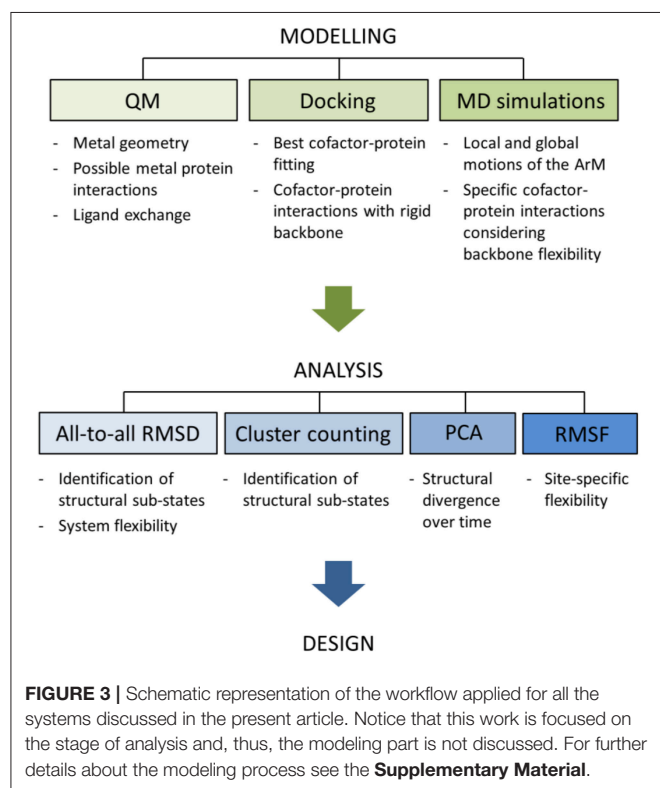 MODELLING
QM
- Metal geometry
- Possible metal protein
interactions
- Ligand exchange
Docking
- Best cofactor-protein
fitting
- Cofactor-protein
interactions with rigid
backbone
MD simulations
- Local and global
motions of the ArM
- Specific cofactor-
protein interactions
considering
backbone flexibility
ANALYSIS
All-to-all RMSD
- Identification of
structural sub-states
- System flexibility
Cluster counting
- Identification of
structural sub-states
PCA
- Structural
divergence
over time
RMSF
- Site-specific
flexibility
DESIGN
FIGURE 3 | Schematic representation of the workflow applied for all the
systems discussed in the present article. Notice that this work is focused on
the stage of analysis and, thus, the modeling part is not discussed. For further
details about the modeling process see the Supplementary Material.